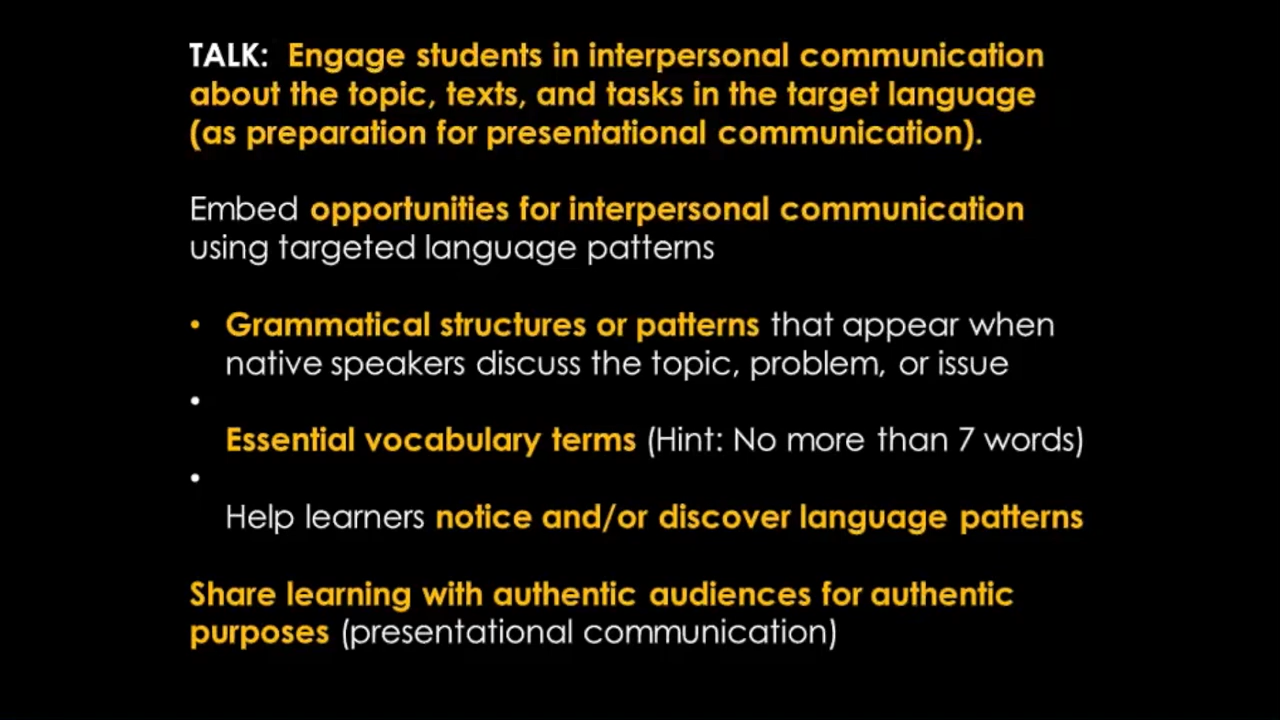 TALK: Engage students in interpersonal communication
about the topic, texts, and tasks in the target language
(as preparation for presentational communication).
Embed opportunities for interpersonal communication
using targeted language patterns
• Grammatical structures or patterns that appear when
native speakers discuss the topic, problem, or issue
•
Essential vocabulary terms (Hint: No more than 7 words)
•
Help learners notice and/or discover language patterns
Share learning with authentic audiences for authentic
purposes (presentational communication)